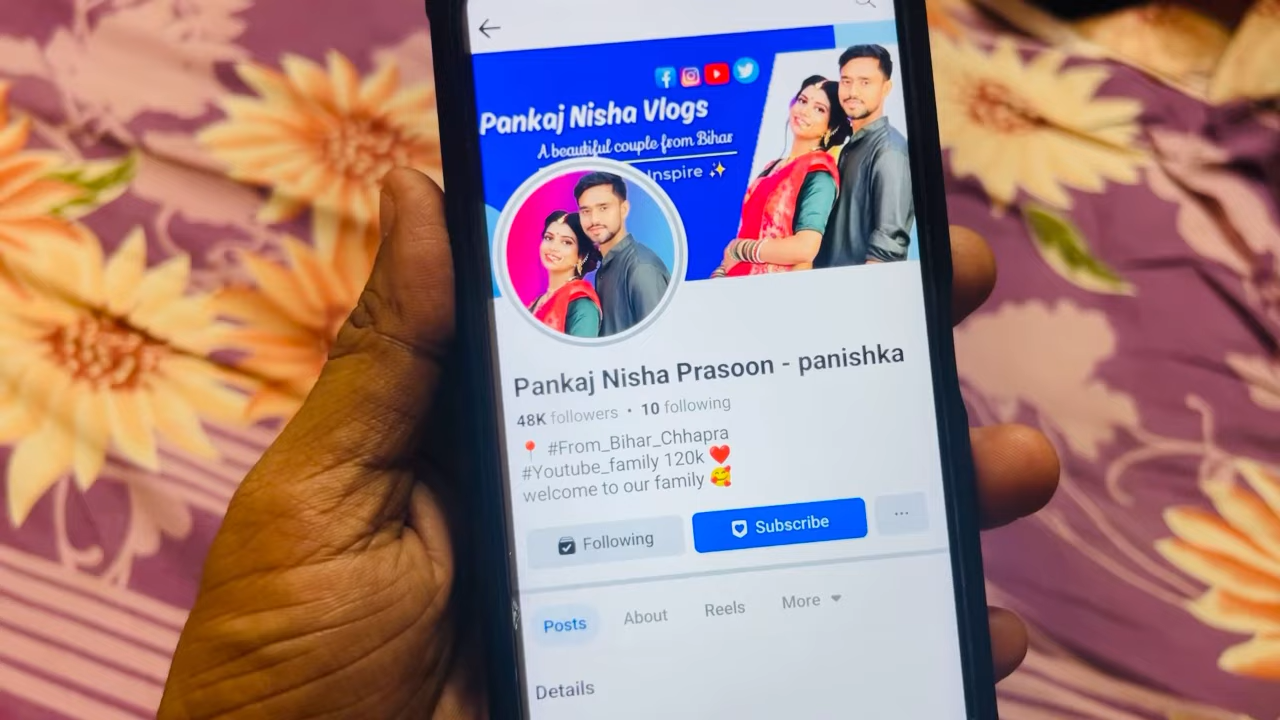 Pankaj Nisha Vlogs
A beautiful couple from Bihar
Inspire ✨
Pankaj Nisha Prasoon - panishka
48K followers • 10 following
📍 #From_Bihar_Chhapra
#Youtube_family 120k ❤️
welcome to our family 🥰
Following
Subscribe
...
Posts About Reels More
Details